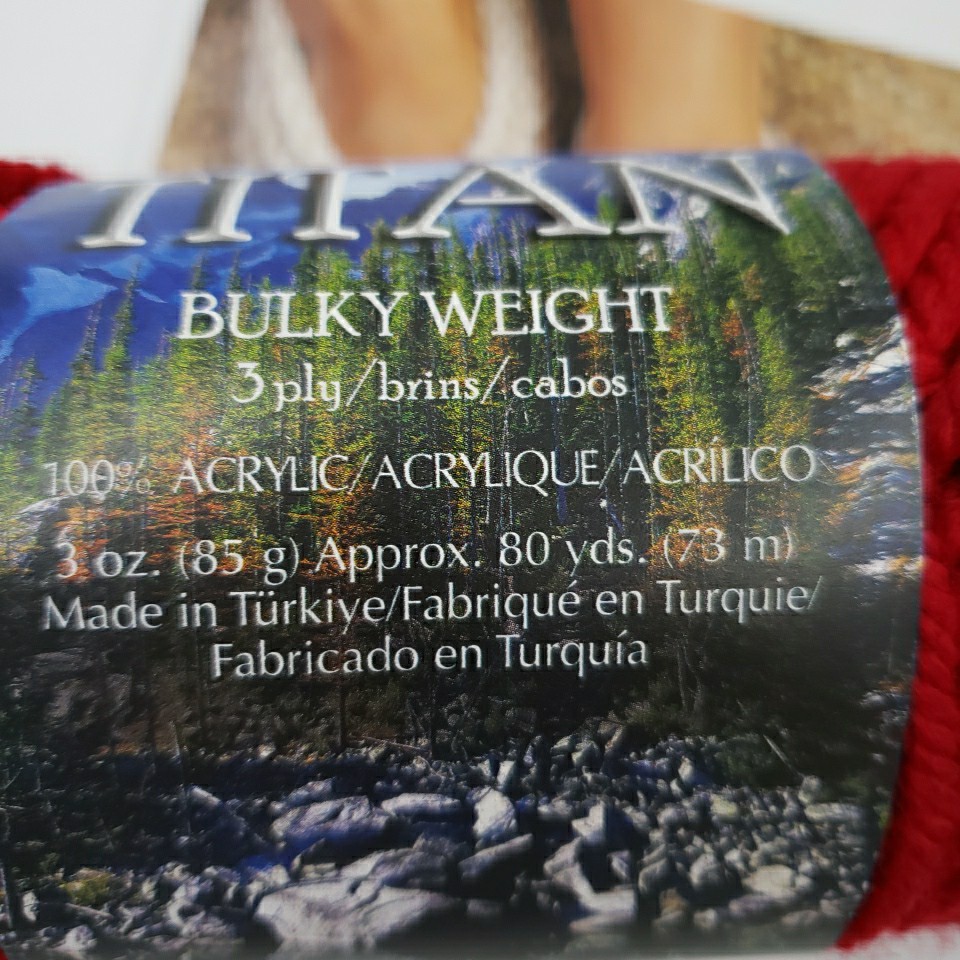 TITAN
BULKY WEIGHT
3 ply/brins/cabos
100% ACRYLIC/ACRYLIQUE/ACRÍLICO
3 oz. (85 g) Approx. 80 yds. (73 m)
Made in Türkiye/Fabriqué en Turquie/
Fabricado en Turquía